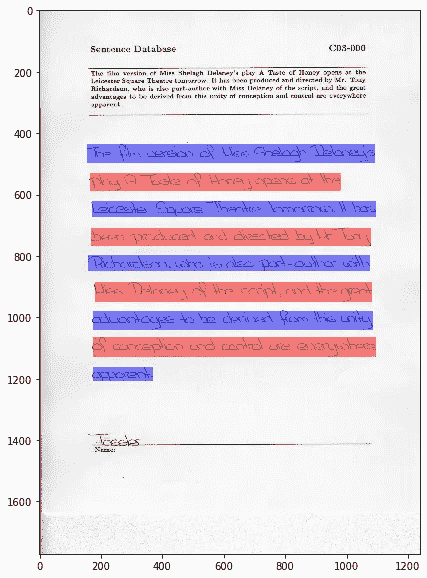 Sentence Database C03-000
The film version of Miss Shelagh Delaney's play A Taste of Honey opens at the
Leicester Square Theatre tomorrow. It has been produced and directed by Mr. Tony
Richardson, who is also part-author with Miss Delaney of the script, and the great
advantages to be derived from this unity of conception and control are everywhere
apparent.
The film version of Miss Shelagh Delaney's
play A Taste of Honey opens at the
Leicester Square Theatre tomorrow. It has
been produced and directed by Mr Tony
Richardson, who is also part-author with
Miss Delaney of the script, and the great
advantages to be derived from this unity
of conception and control are everywhere
apparent.
Name:
0
200
400
600
800
1000
1200
1400
1600
0 200 400 600 800 1000 1200